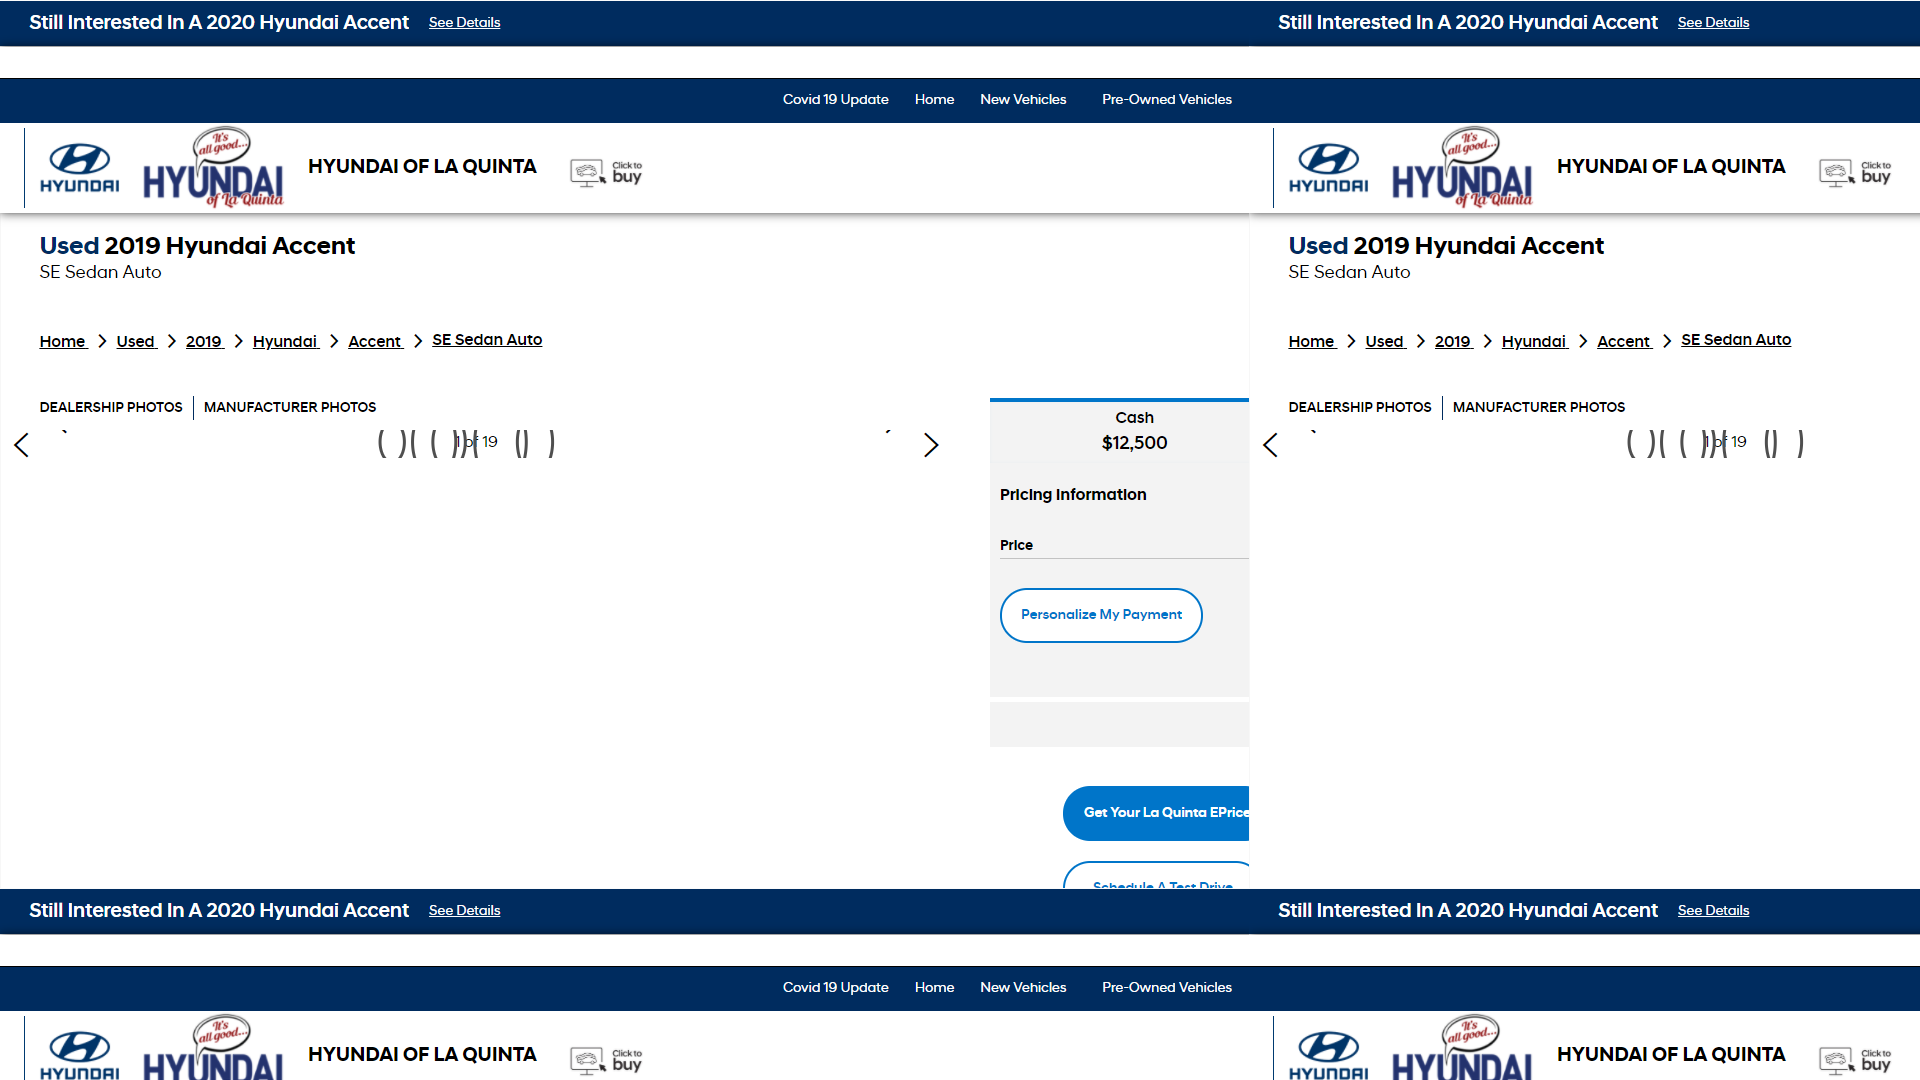 Still Interested In A 2020 Hyundai Accent See Details
Still Interested In A 2020 Hyundai Accent See Details
Covid 19 Update Home New Vehicles Pre-Owned Vehicles
HYUNDAI
It's all good...
HYUNDAI
of La Quinta
HYUNDAI OF LA QUINTA
Click to
buy
HYUNDAI
It's all good...
HYUNDAI
of La Quinta
HYUNDAI OF LA QUINTA
Click to
buy
Used 2019 Hyundai Accent
SE Sedan Auto
Used 2019 Hyundai Accent
SE Sedan Auto
Home Used 2019 Hyundai Accent SE Sedan Auto
Home Used 2019 Hyundai Accent SE Sedan Auto
DEALERSHIP PHOTOS MANUFACTURER PHOTOS
1 of 19
Cash
$12,500
Pricing Information
Price
Personalize My Payment
Get Your La Quinta EPrice
Schedule A Test Drive
DEALERSHIP PHOTOS MANUFACTURER PHOTOS
1 of 19
Still Interested In A 2020 Hyundai Accent See Details
Still Interested In A 2020 Hyundai Accent See Details
Covid 19 Update Home New Vehicles Pre-Owned Vehicles
HYUNDAI
It's all good...
HYUNDAI
HYUNDAI OF LA QUINTA
Click to
buy
HYUNDAI
It's all good...
HYUNDAI
HYUNDAI OF LA QUINTA
Click to
buy